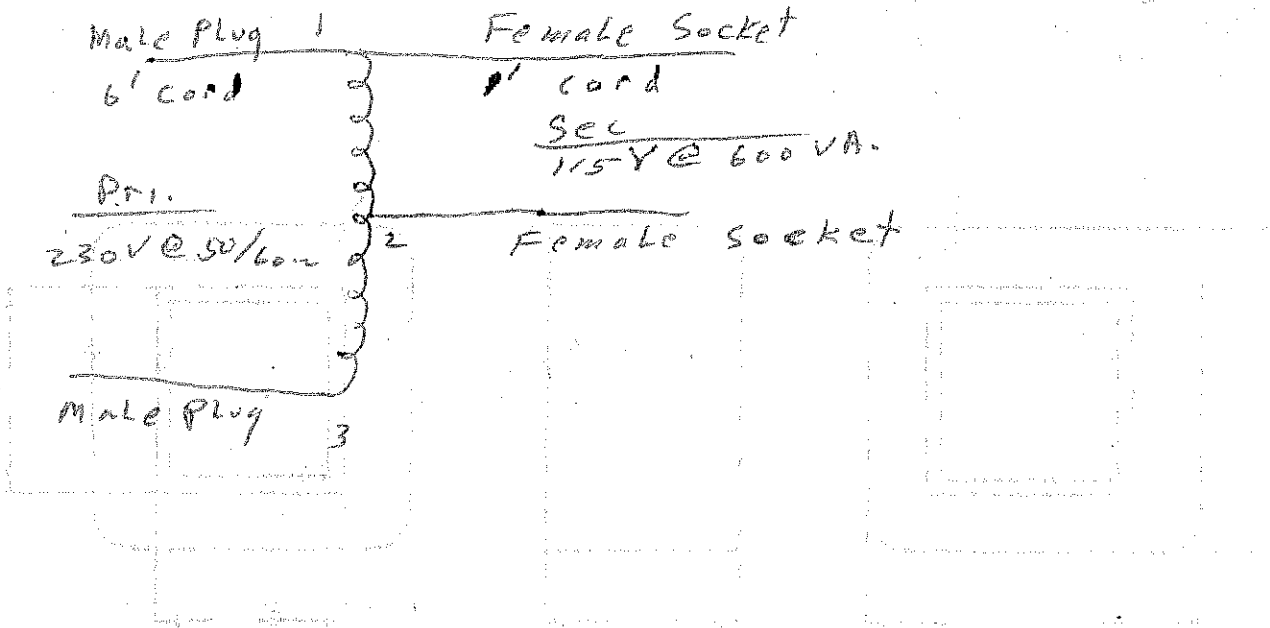 Male Plug 1 Female Socket
6' cord 1' cord
Sec
115V @ 600 VA.
Pri.
230V @ 50/60~
2 Female socket
Male Plug
3